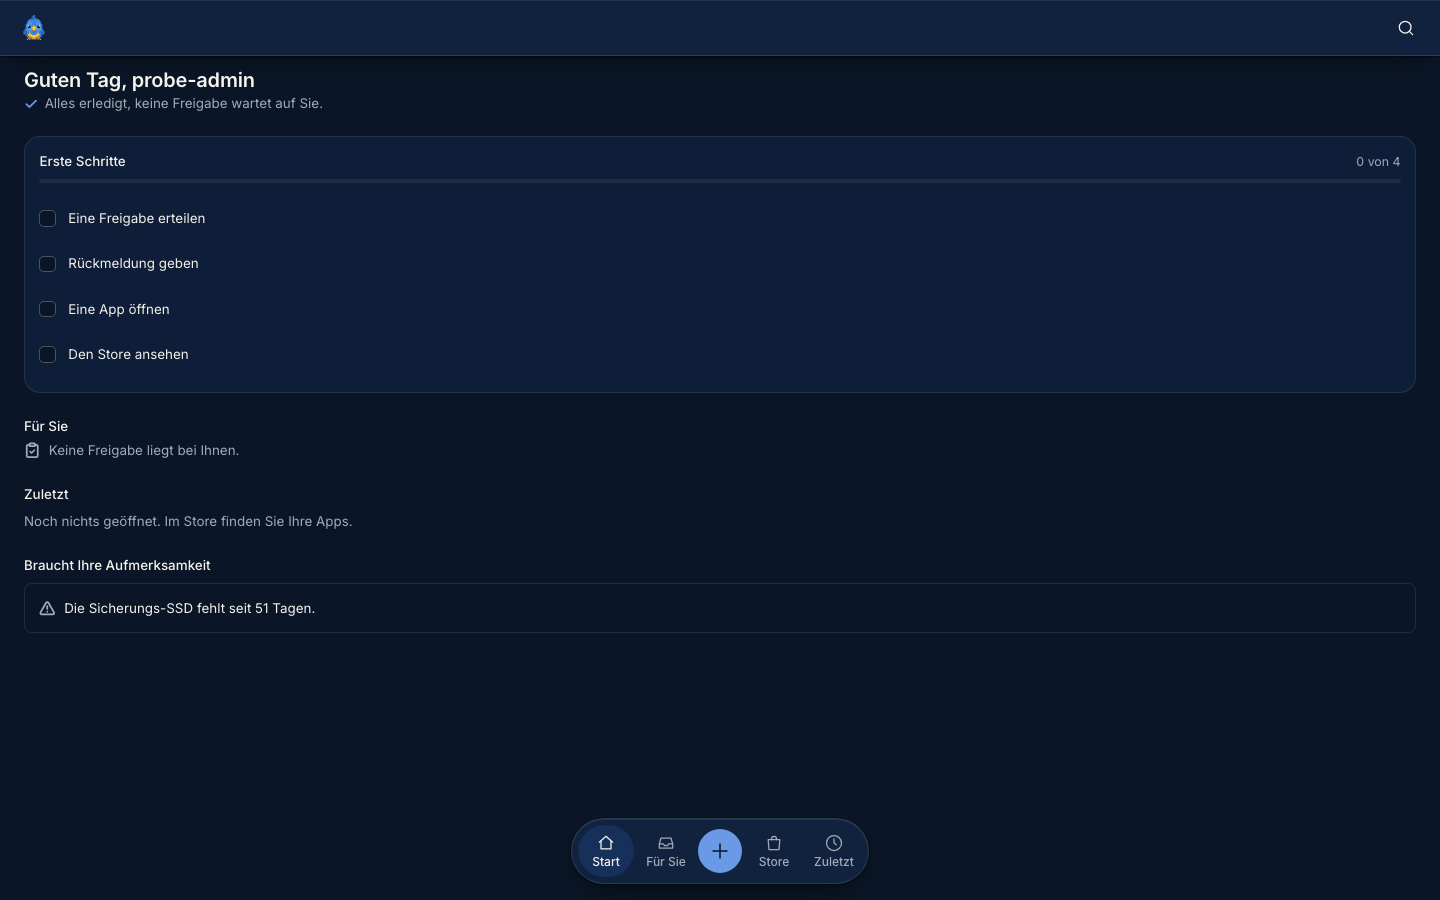 Guten Tag, probe-admin
Alles erledigt, keine Freigabe wartet auf Sie.
Erste Schritte
0 von 4
Eine Freigabe erteilen
Rückmeldung geben
Eine App öffnen
Den Store ansehen
Für Sie
Keine Freigabe liegt bei Ihnen.
Zuletzt
Noch nichts geöffnet. Im Store finden Sie Ihre Apps.
Braucht Ihre Aufmerksamkeit
Die Sicherungs-SSD fehlt seit 51 Tagen.
Start
Für Sie
Store
Zuletzt